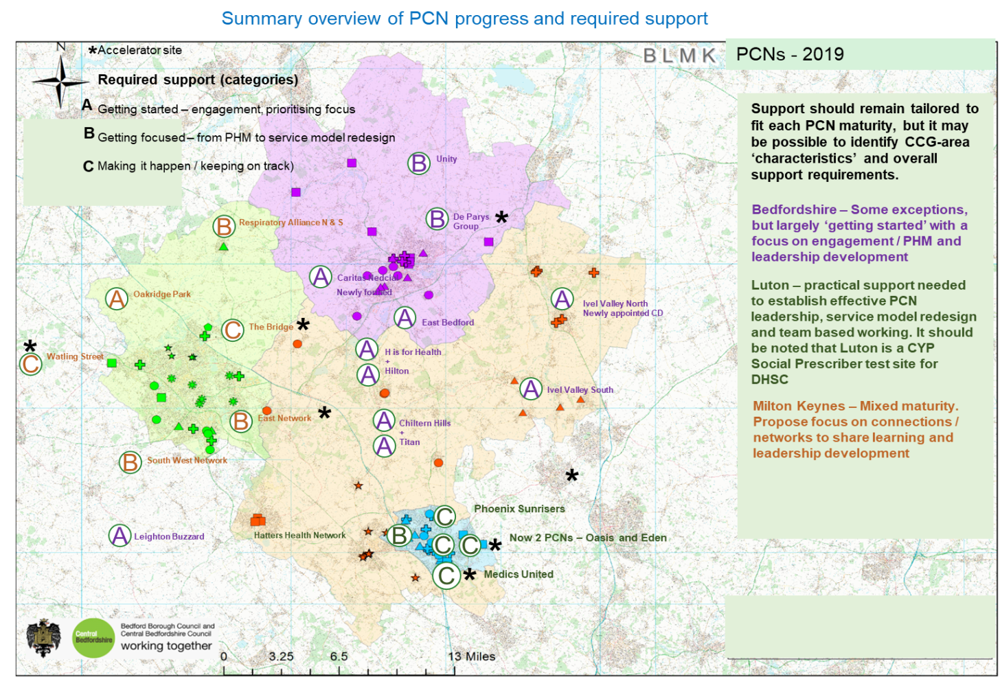 Summary overview of PCN progress and required support
N
*Accelerator site
BLMK
PCNs - 2019
Required support (categories)
A Getting started – engagement, prioritising focus
B Getting focused – from PHM to service model redesign
C Making it happen / keeping on track)
Support should remain tailored to
fit each PCN maturity, but it may
be possible to identify CCG-area
‘characteristics’ and overall
support requirements.
Bedfordshire – Some exceptions,
but largely ‘getting started’ with a
focus on engagement / PHM and
leadership development
Luton – practical support needed
to establish effective PCN
leadership, service model redesign
and team based working. It should
be noted that Luton is a CYP
Social Prescriber test site for
DHSC
Milton Keynes – Mixed maturity.
Propose focus on connections /
networks to share learning and
leadership development
B Unity
B De Parys
Group *
B Respiratory Alliance N & S
A Caritas Nedcial
Newly formed
A Oakridge Park
A Ivel Valley North
Newly appointed CD
A East Bedford
C The Bridge *
*
C Watling Street
A H is for Health
+
A Hilton
A Ivel Valley South
B East Network *
A Chiltern Hills
+
A Titan
B South West Network
*
C Phoenix Sunrisers
A Leighton Buzzard
Hatters Health Network B
C C * Now 2 PCNs – Oasis and Eden
C * Medics United
Central
Bedfordshire
Bedford Borough Council and
Central Bedfordshire Council
working together
0 3.25 6.5 13 Miles